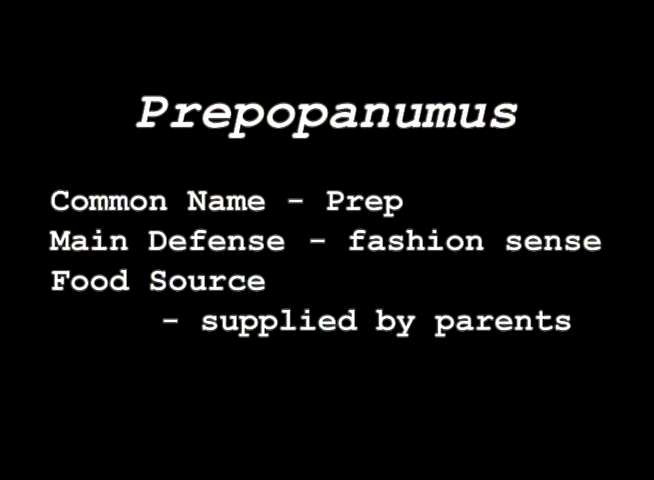 Prepopanumus
Common Name - Prep
Main Defense - fashion sense
Food Source
- supplied by parents